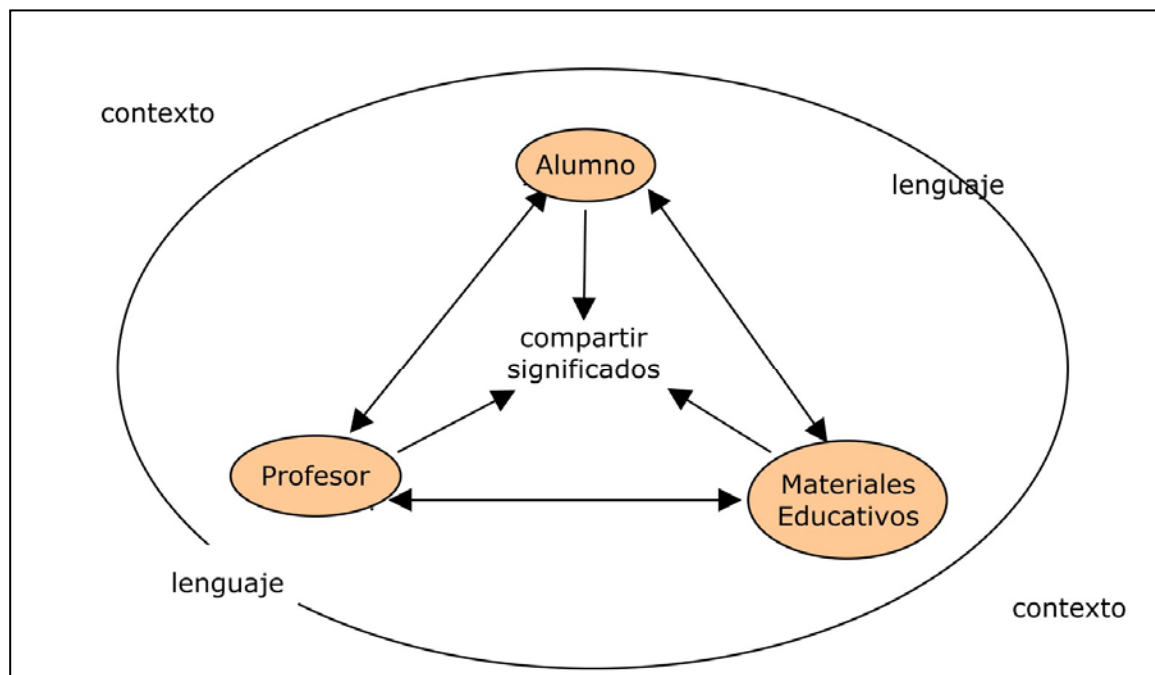 contexto
Alumno
lenguaje
compartir
significados
Profesor
Materiales
Educativos
lenguaje
contexto